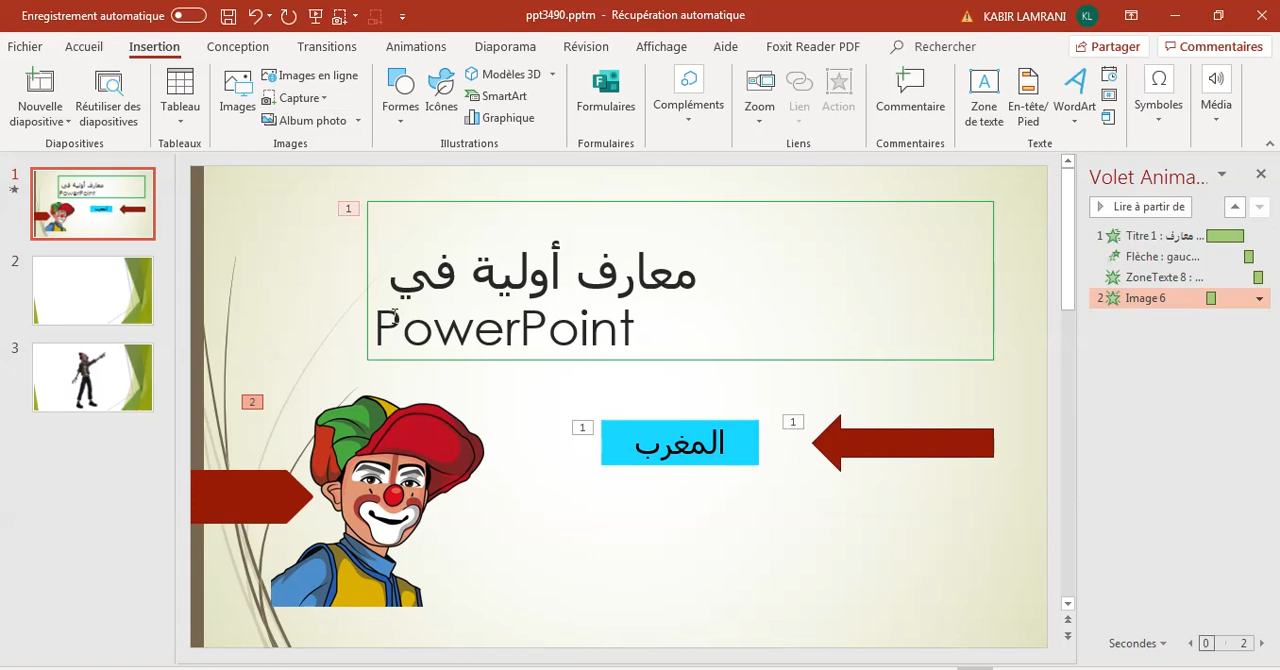 Enregistrement automatique
ppt3490.pptm - Récupération automatique
KABIR LAMRANI KL
Fichier Accueil Insertion Conception Transitions Animations Diaporama Révision Affichage Aide Foxit Reader PDF Rechercher Partager Commentaires
Nouvelle diapositive
Réutiliser des diapositives
Diapositives
Tableau
Tableaux
Images
Images en ligne
Capture
Album photo
Images
Formes
Icônes
Modèles 3D
SmartArt
Graphique
Illustrations
Formulaires
Formulaires
Compléments
Zoom
Lien
Action
Liens
Commentaire
Commentaires
Zone de texte
En-tête/ Pied
WordArt
Texte
Symboles
Média
1
معارف أولية في
PowerPoint
المغرب
2
3
1
معارف أولية في
PowerPoint
2
1
المغرب
1
Volet Anima...
Lire à partir de
1 Titre 1 : معارف ...
Flèche : gauc...
ZoneTexte 8 : ...
2 Image 6
Secondes 0 2